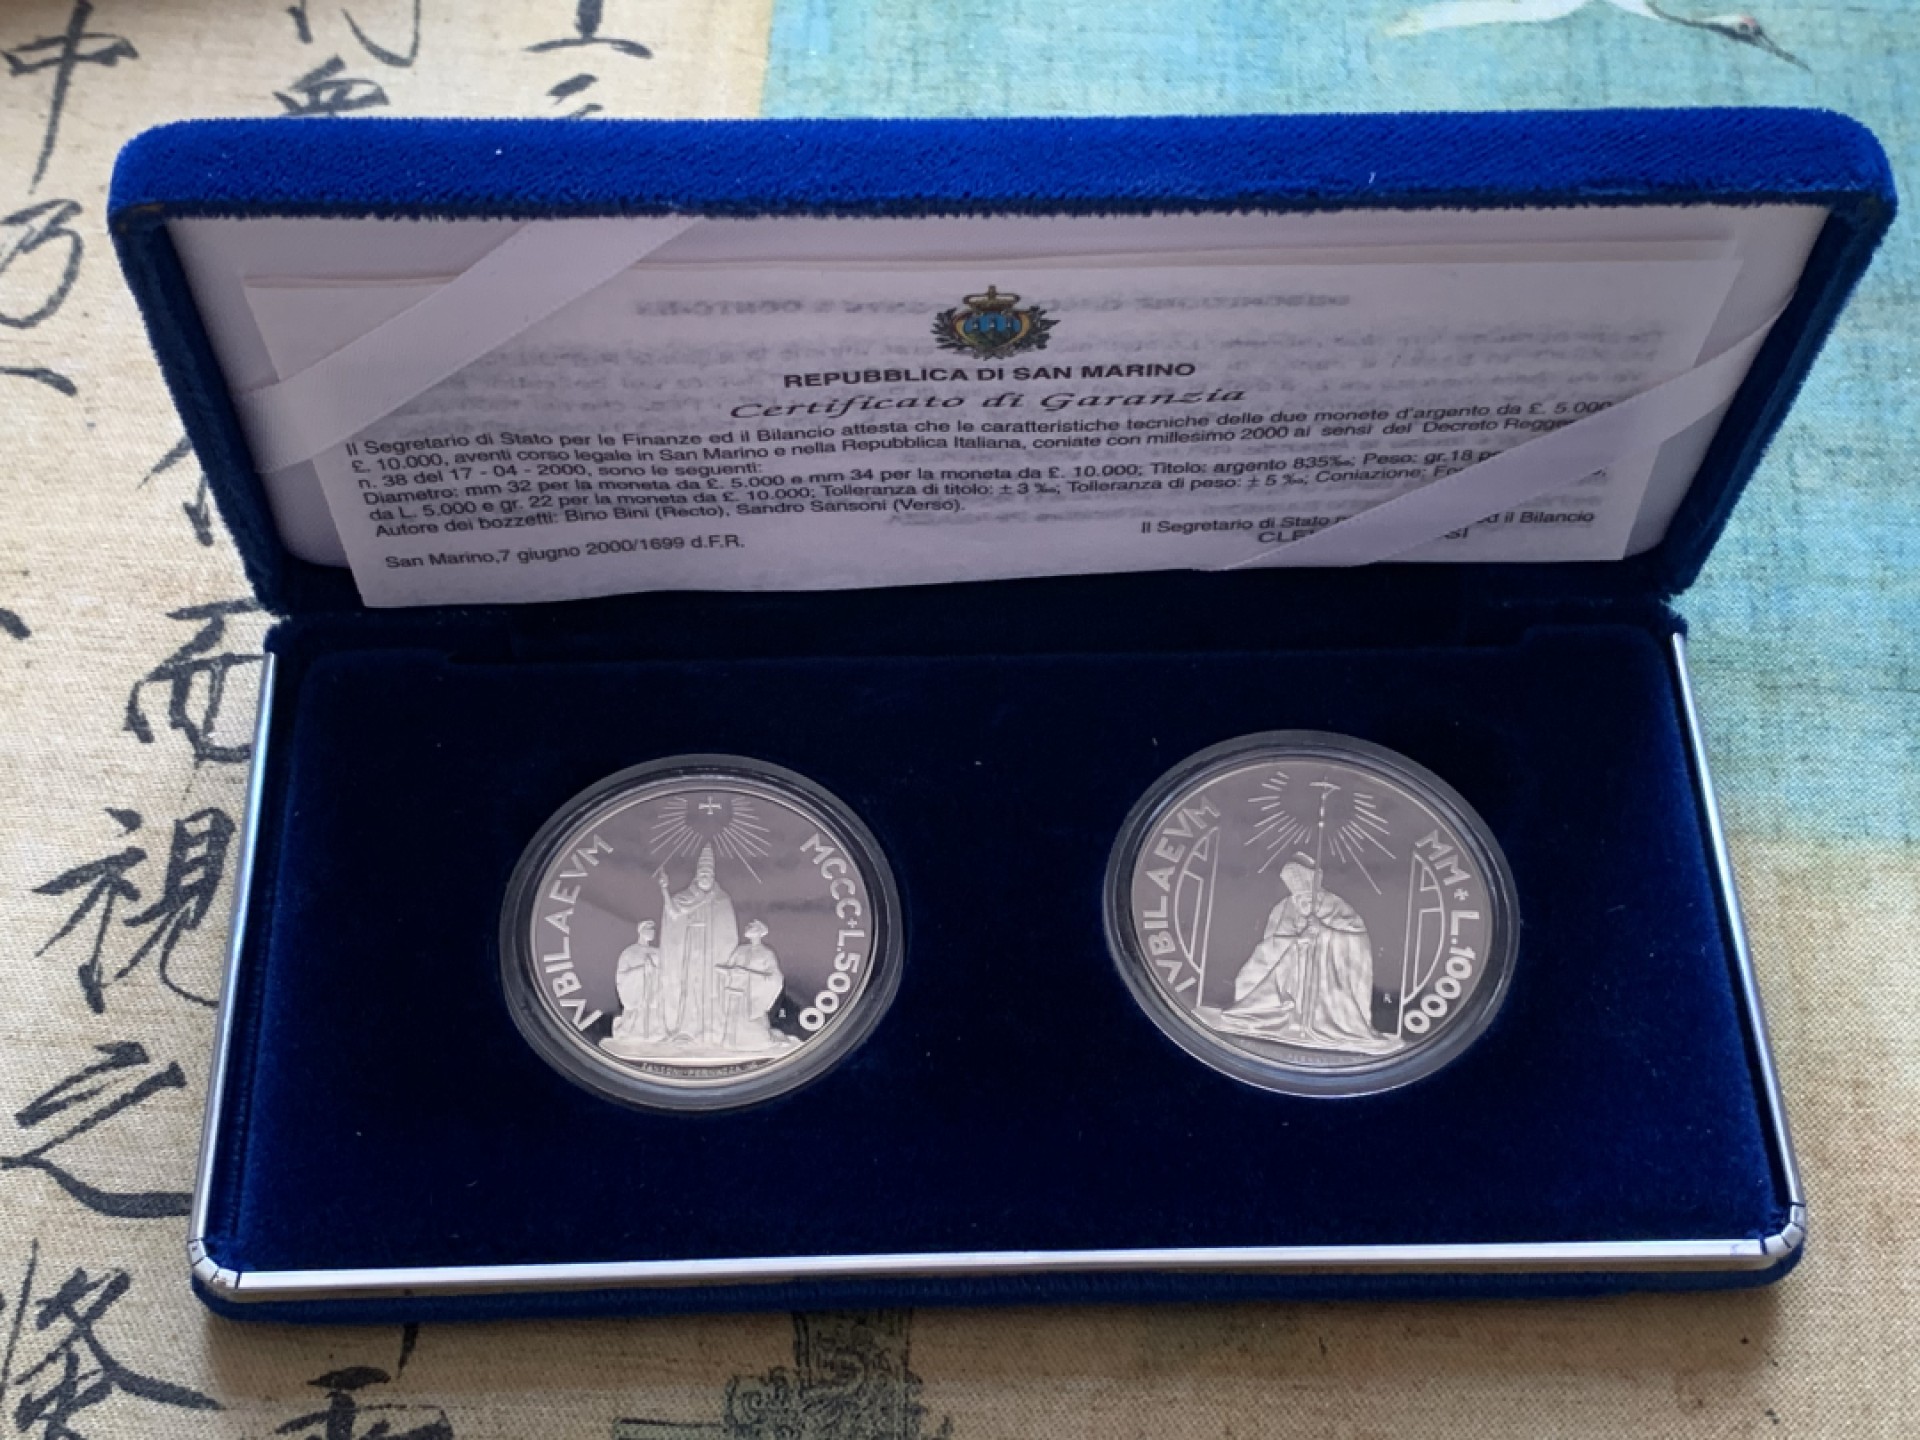 REPUBBLICA DI SAN MARINO
Certificato di Garanzia
Il Segretario di Stato per le Finanze ed il Bilancio attesta che le caratteristiche tecniche delle due monete d'argento da £. 5.000
£. 10.000, aventi corso legale in San Marino e nella Repubblica Italiana, coniate con millesimo 2000 ai sensi del Decreto
n. 38 del 17 - 04 - 2000, sono le seguenti:
Diametro: mm 32 per la moneta da £. 5.000 e mm 34 per la moneta da £. 10.000; Titolo: argento 835‰; Peso: gr.18
da L. 5.000 e gr. 22 per la moneta da £. 10.000; Tolleranza di titolo: ± 3 ‰; Tolleranza di peso: ± 5 ‰; Coniazione:
Autore dei bozzetti: Bino Bini (Recto), Sandro Sansoni (Verso).
Il Segretario di Stato ed il Bilancio
San Marino,7 giugno 2000/1699 d.F.R.
IVBILAEVM MCCC+L.5000
R
IVBILAEVM MM+L.10000
R
中
而
視
之